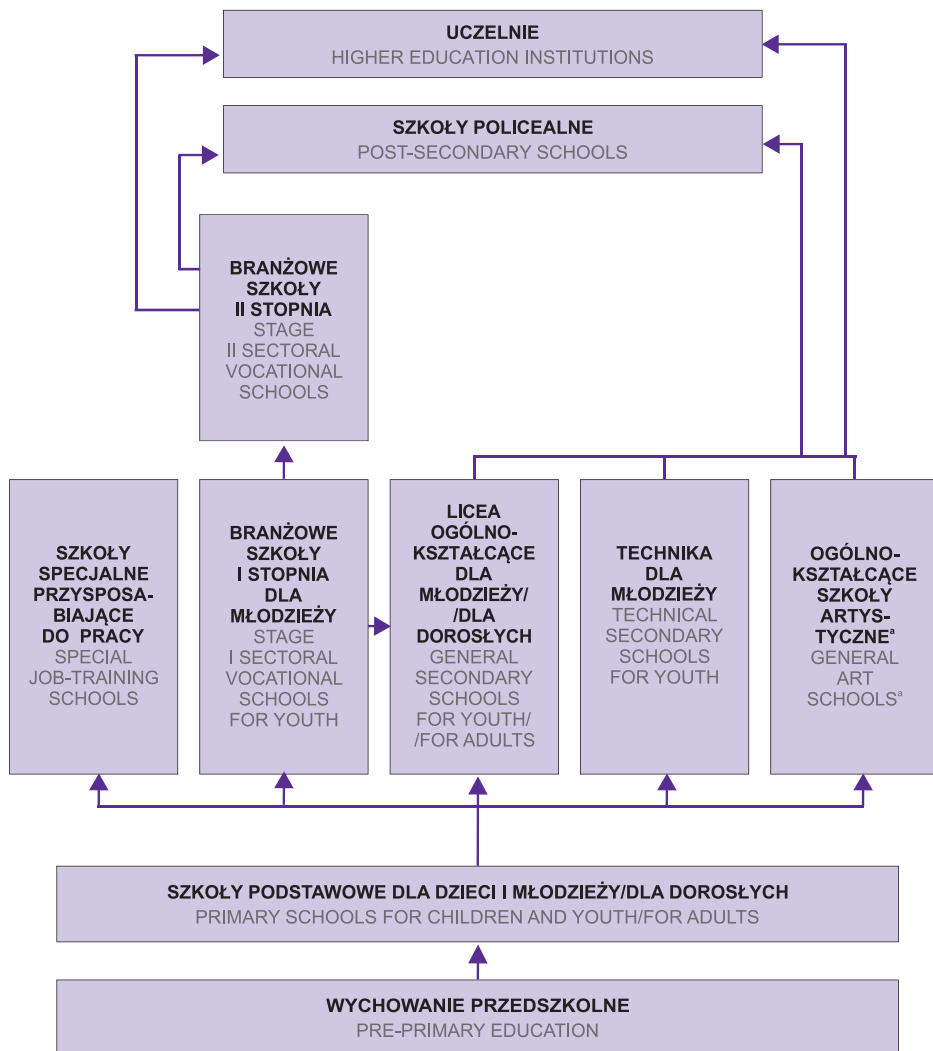 UCZELNIE
HIGHER EDUCATION INSTITUTIONS
SZKOŁY POLICEALNE
POST-SECONDARY SCHOOLS
BRANŻOWE
SZKOŁY
II STOPNIA
STAGE
II SECTORAL
VOCATIONAL
SCHOOLS
SZKOŁY
SPECJALNE
PRZYSPOSA-
BIAJĄCE
DO PRACY
SPECIAL
JOB-TRAINING
SCHOOLS
BRANŻOWE
SZKOŁY
I STOPNIA
DLA
MŁODZIEŻY
STAGE
I SECTORAL
VOCATIONAL
SCHOOLS
FOR YOUTH
LICEA
OGÓLNO-
KSZTAŁCĄCE
DLA
MŁODZIEŻY/
/DLA
DOROSŁYCH
GENERAL
SECONDARY
SCHOOLS
FOR YOUTH/
/FOR ADULTS
TECHNIKA
DLA
MŁODZIEŻY
TECHNICAL
SECONDARY
SCHOOLS
FOR YOUTH
OGÓLNO-
KSZTAŁCĄCE
SZKOŁY
ARTYS-
TYCZNEª
GENERAL
ART
SCHOOLSª
SZKOŁY PODSTAWOWE DLA DZIECI I MŁODZIEŻY/DLA DOROSŁYCH
PRIMARY SCHOOLS FOR CHILDREN AND YOUTH/FOR ADULTS
WYCHOWANIE PRZEDSZKOLNE
PRE-PRIMARY EDUCATION